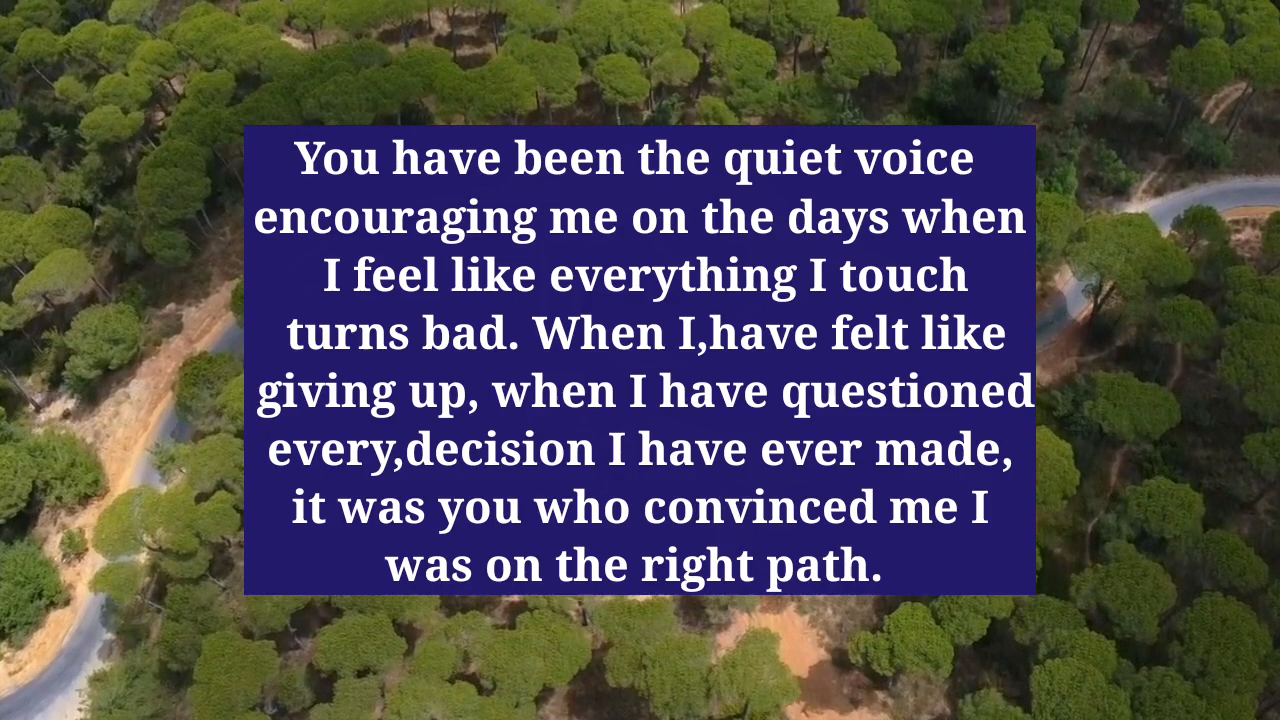 You have been the quiet voice
encouraging me on the days when
I feel like everything I touch
turns bad. When I,have felt like
giving up, when I have questioned
every,decision I have ever made,
it was you who convinced me I
was on the right path.